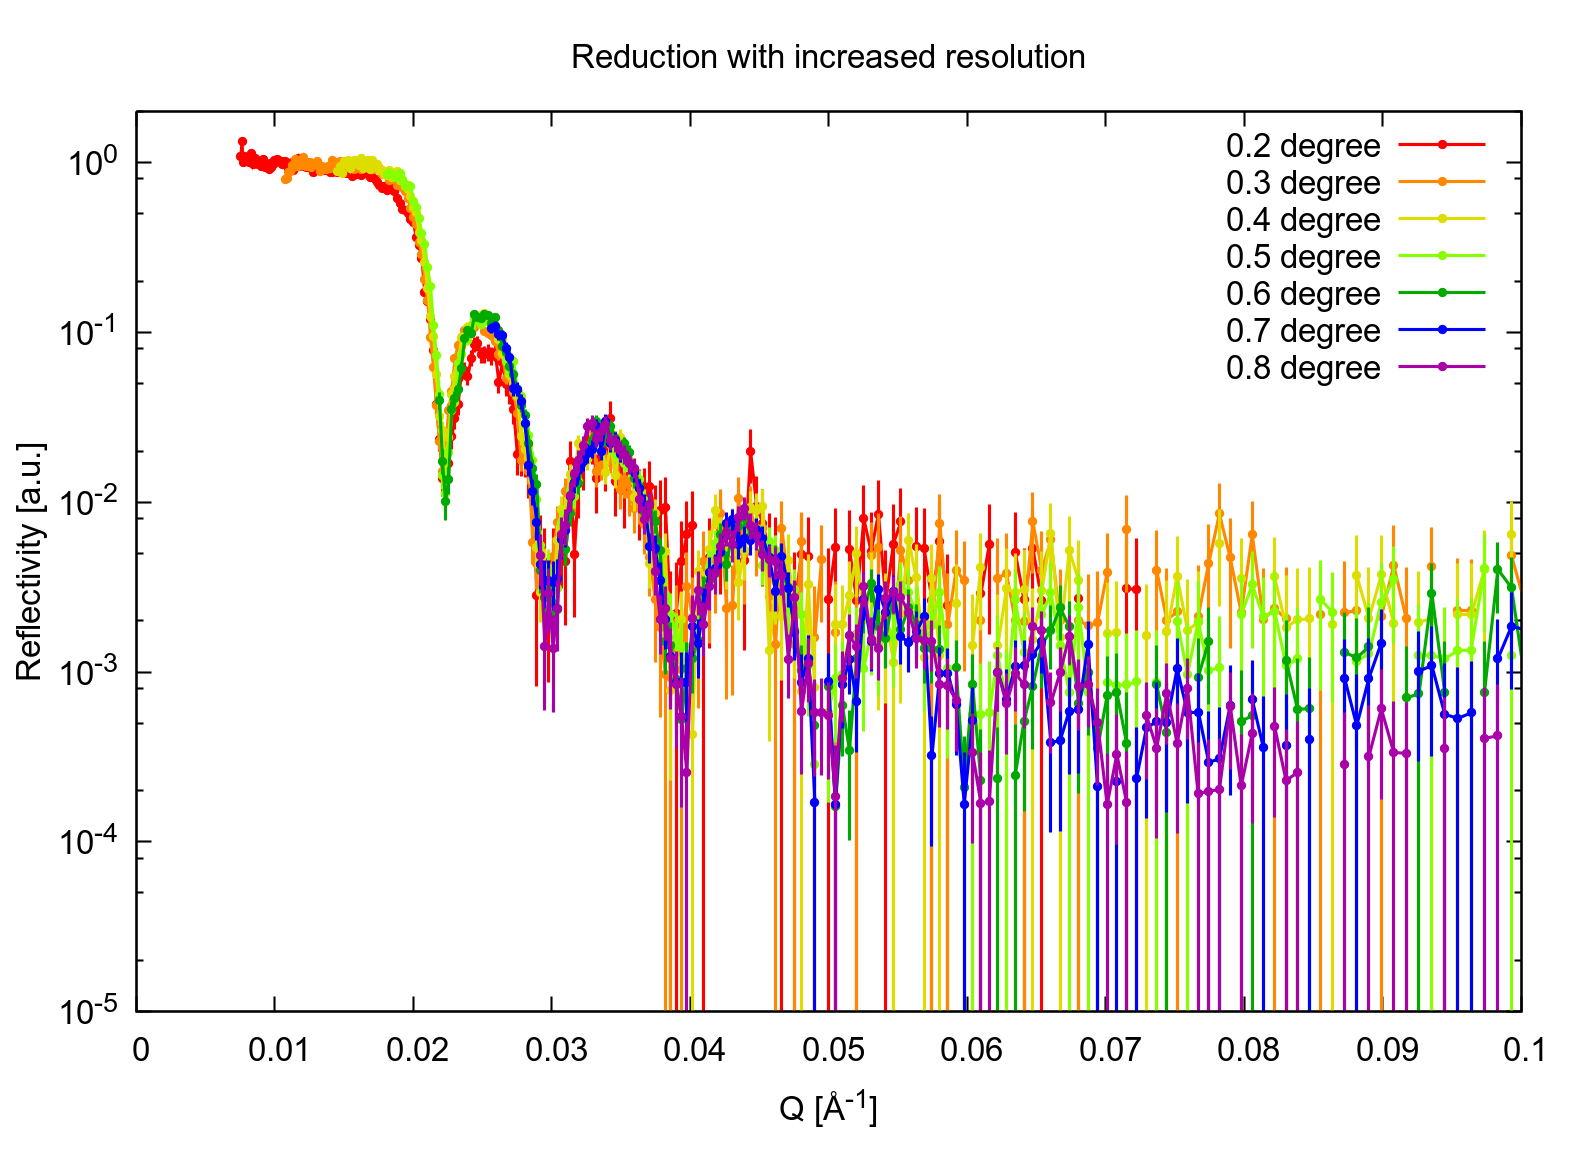 Reduction with increased resolution
0.2 degree
0.3 degree
0.4 degree
0.5 degree
0.6 degree
0.7 degree
0.8 degree
10^0
10^-1
10^-2
10^-3
10^-4
10^-5
Reflectivity [a.u.]
0 0.01 0.02 0.03 0.04 0.05 0.06 0.07 0.08 0.09 0.1
Q [Å^-1]